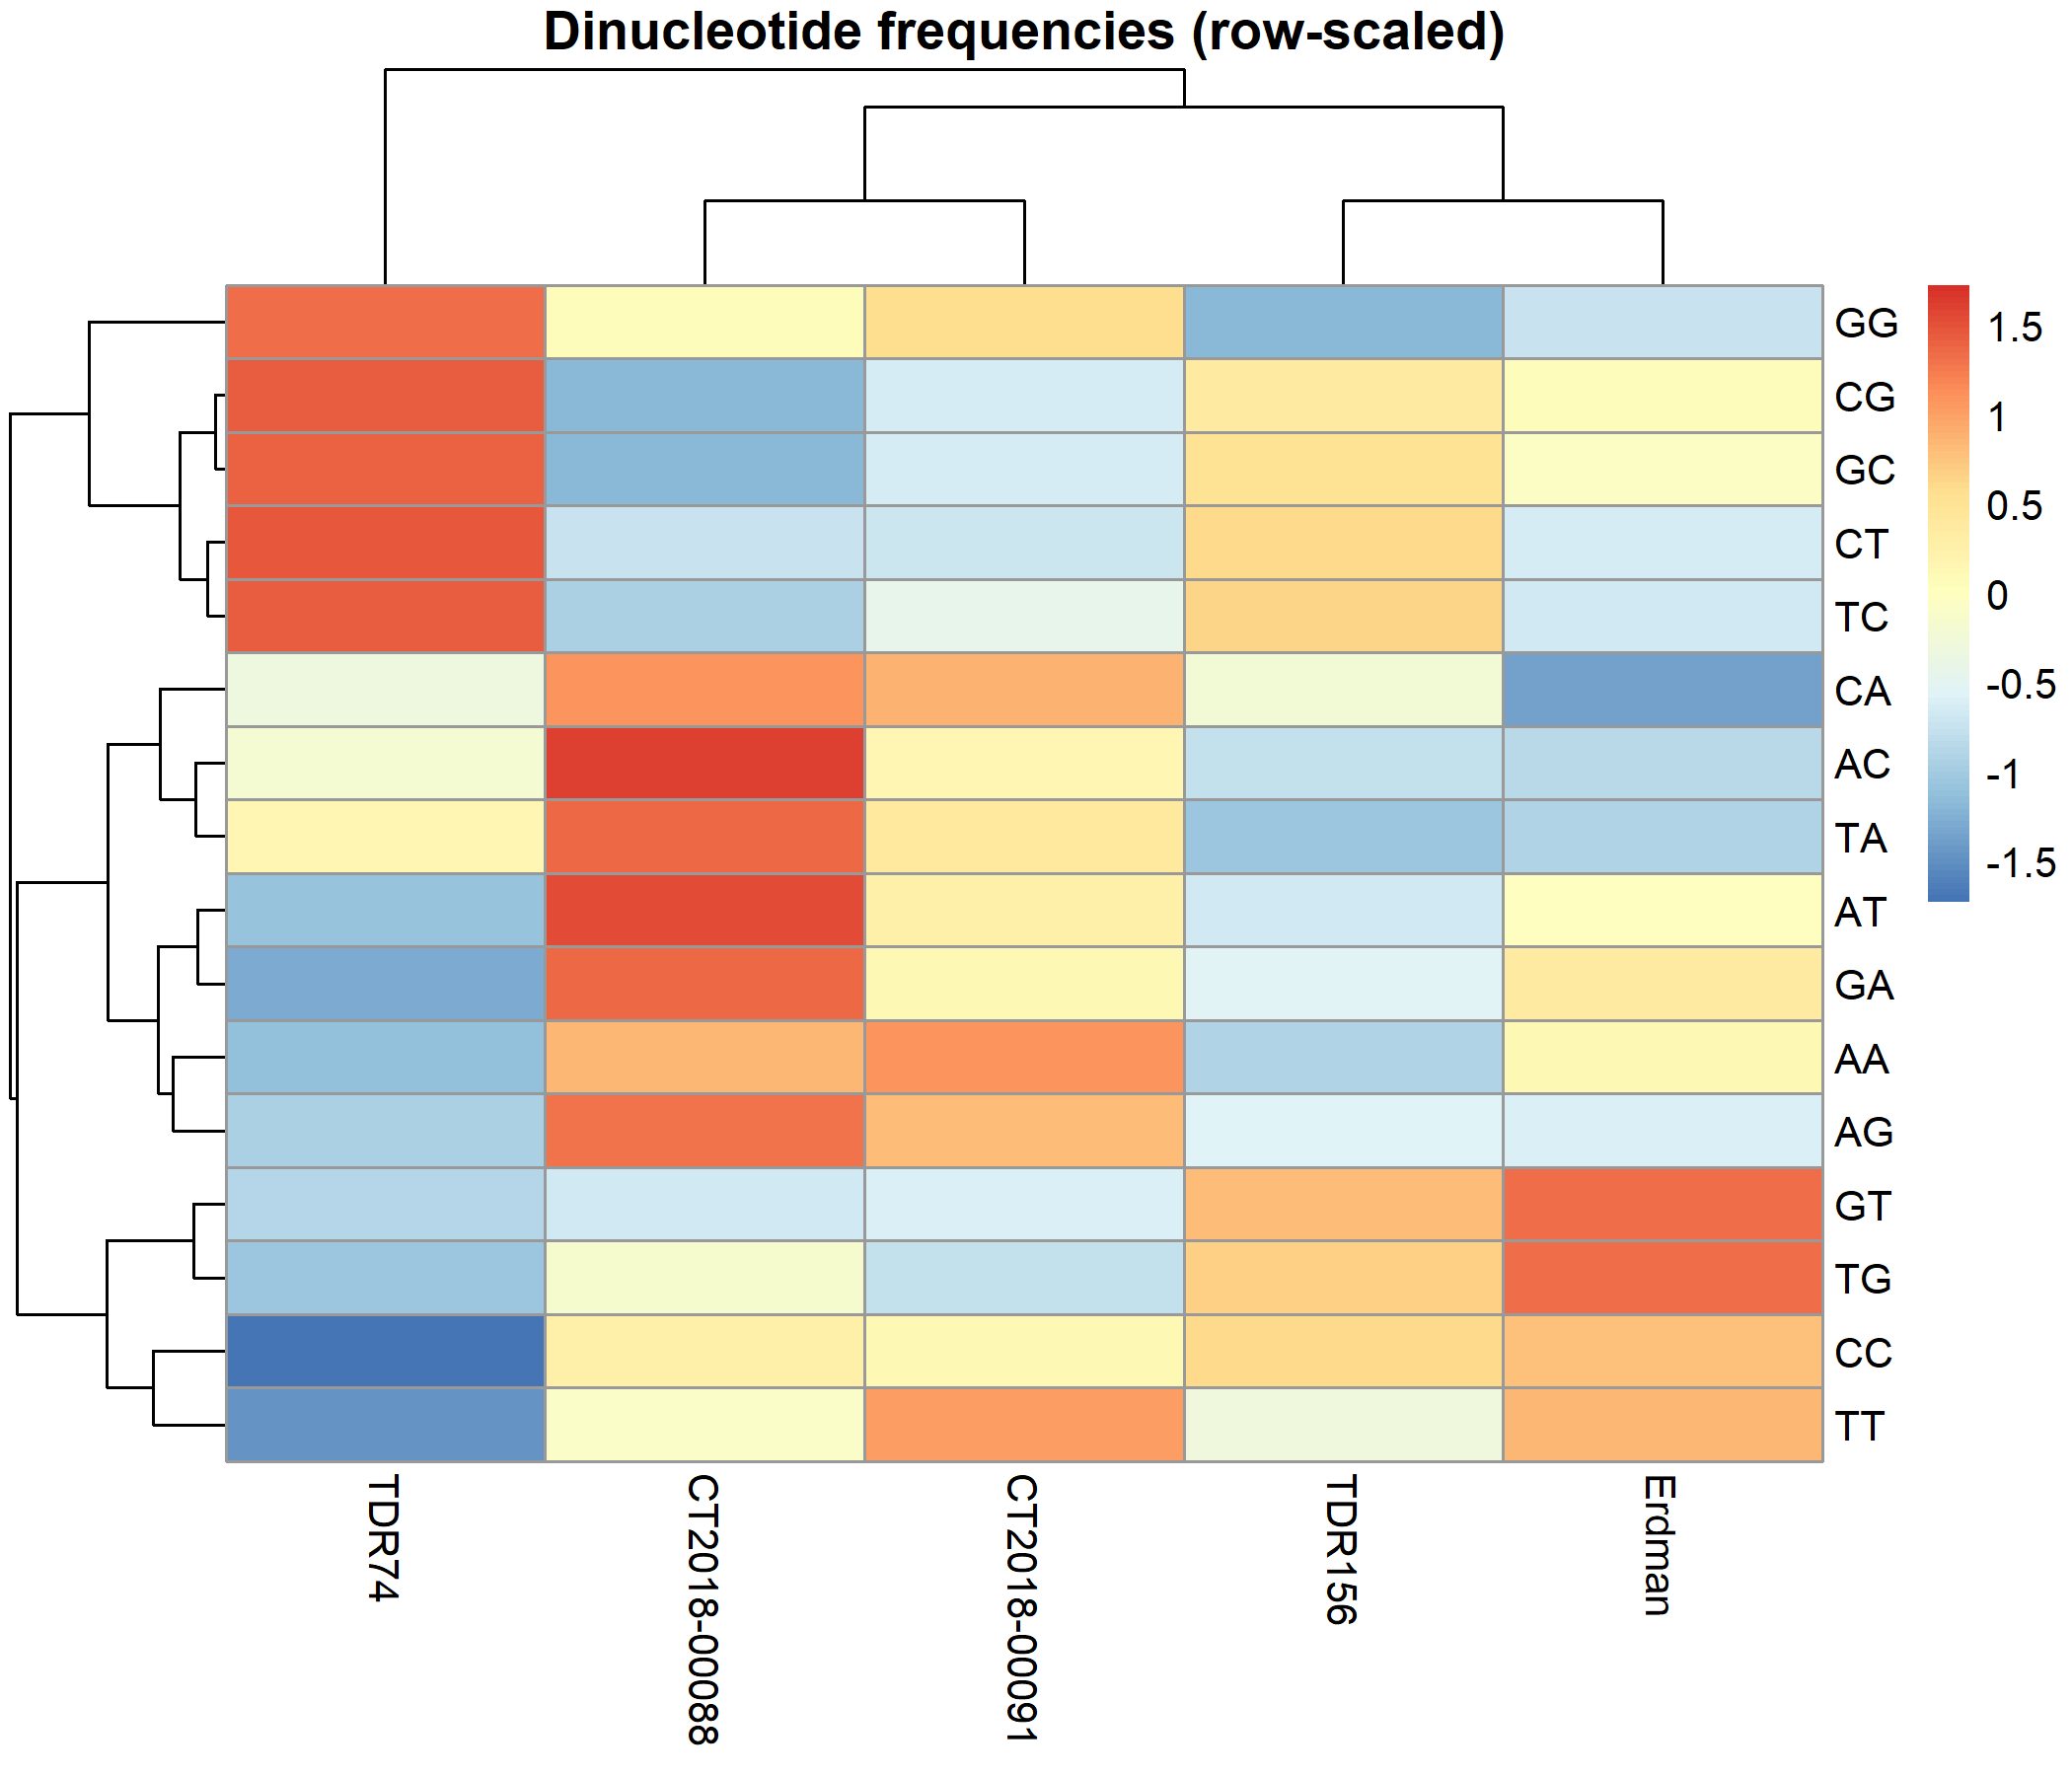 Dinucleotide frequencies (row-scaled)
GG
CG
GC
CT
TC
CA
AC
TA
AT
GA
AA
AG
GT
TG
CC
TT
1.5
1
0.5
0
-0.5
-1
-1.5
TDR74
CT2018-00088
CT2018-00091
TDR156
Erdman